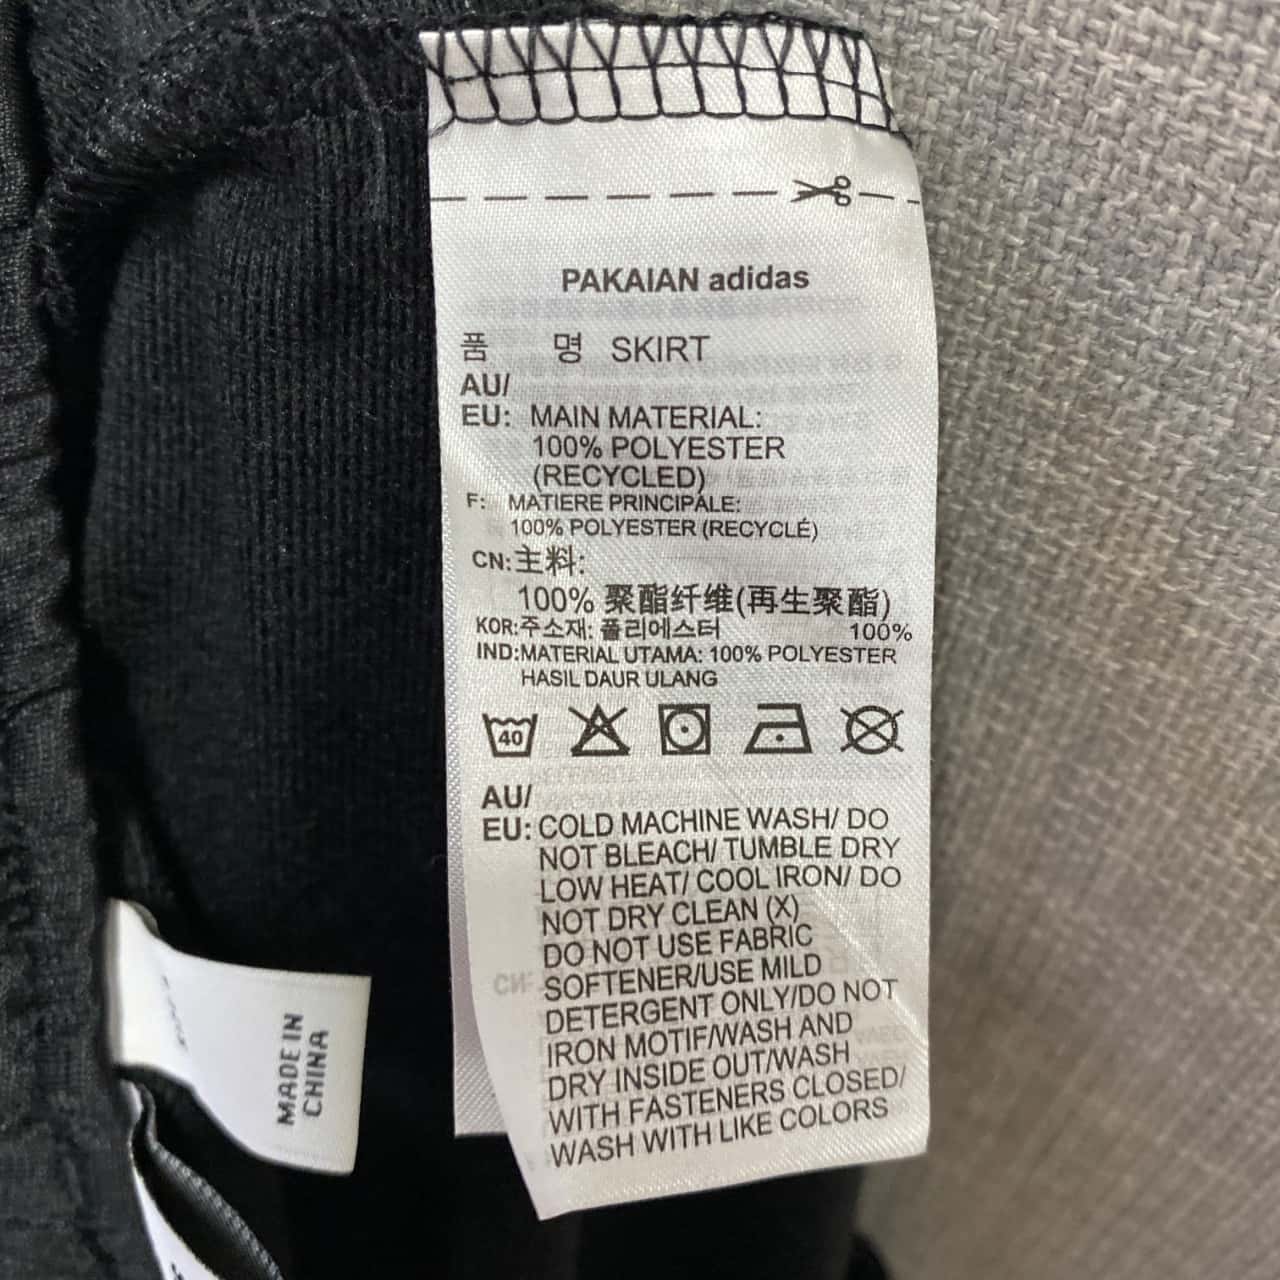 PAKAIAN adidas
품 명 SKIRT
AU/
EU: MAIN MATERIAL:
100% POLYESTER
(RECYCLED)
F: MATIERE PRINCIPALE:
100% POLYESTER (RECYCLÉ)
CN:主料:
100% 聚酯纤维(再生聚酯)
KOR:주소재: 폴리에스터 100%
IND:MATERIAL UTAMA: 100% POLYESTER
HASIL DAUR ULANG
40
AU/
EU: COLD MACHINE WASH/ DO
NOT BLEACH/ TUMBLE DRY
LOW HEAT/ COOL IRON/ DO
NOT DRY CLEAN (X)
DO NOT USE FABRIC
SOFTENER/USE MILD
DETERGENT ONLY/DO NOT
IRON MOTIF/WASH AND
DRY INSIDE OUT/WASH
WITH FASTENERS CLOSED/
WASH WITH LIKE COLORS
MADE IN
CHINA